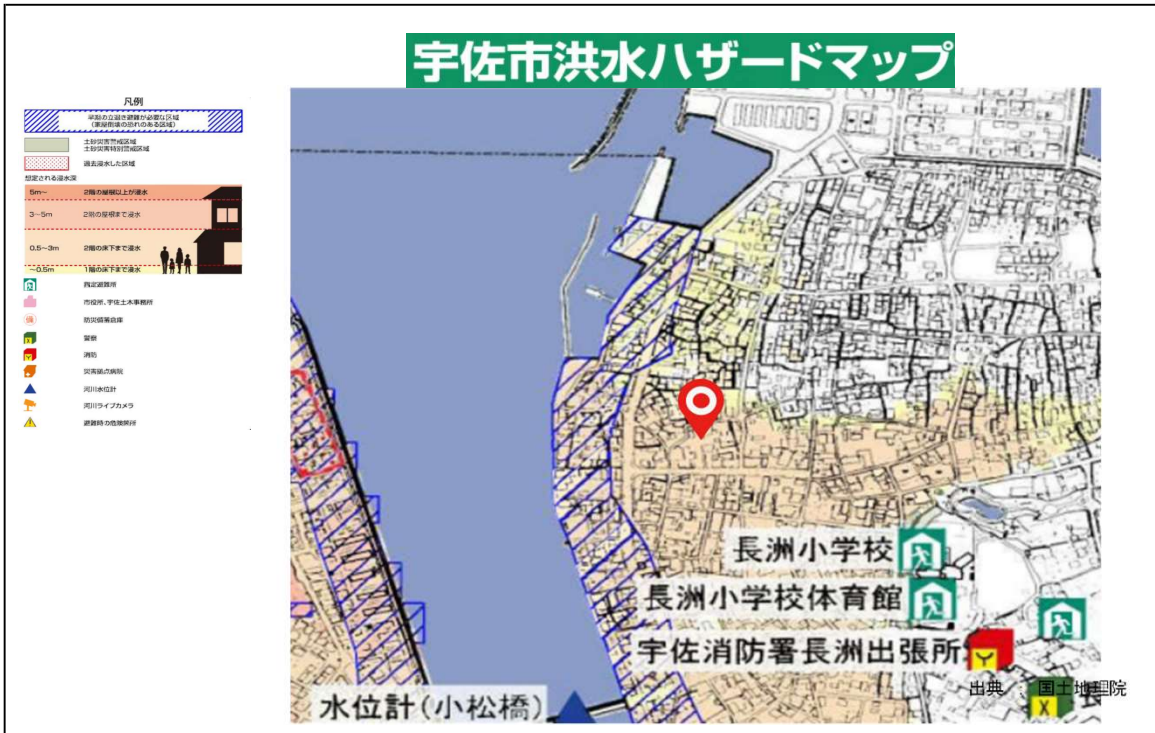 宇佐市洪水ハザードマップ
凡例
早期の立退き避難が必要な区域
(家屋倒壊の恐れのある区域)
土砂災害警戒区域
土砂災害特別警戒区域
過去浸水した区域
想定される浸水深
5m~ 2階の屋根以上が浸水
3~5m 2階の屋根まで浸水
0.5~3m 2階の床下まで浸水
~0.5m 1階の床下まで浸水
指定避難所
市役所、宇佐土木事務所
防災備蓄倉庫
警察
消防
災害拠点病院
河川水位計
河川ライブカメラ
避難時の危険箇所
長洲小学校
長洲小学校体育館
宇佐消防署長洲出張所
出典:国土地理院
水位計(小松橋)